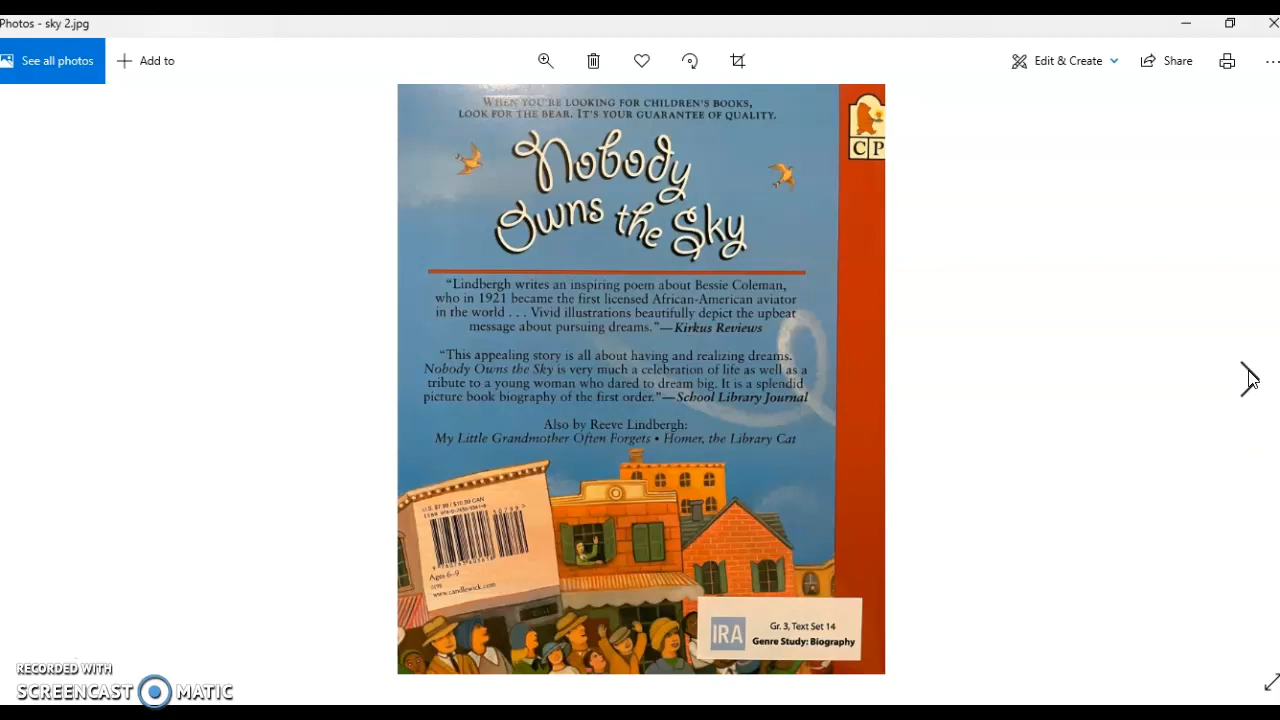 Photos - sky 2.jpg
See all photos
Add to
Edit & Create
Share
WHEN YOU'RE LOOKING FOR CHILDREN'S BOOKS,
LOOK FOR THE BEAR. IT'S YOUR GUARANTEE OF QUALITY.
Nobody
Owns the Sky
C P
"Lindbergh writes an inspiring poem about Bessie Coleman,
who in 1921 became the first licensed African-American aviator
in the world . . . Vivid illustrations beautifully depict the upbeat
message about pursuing dreams."—Kirkus Reviews
"This appealing story is all about having and realizing dreams.
Nobody Owns the Sky is very much a celebration of life as well as a
tribute to a young woman who dared to dream big. It is a splendid
picture book biography of the first order."—School Library Journal
Also by Reeve Lindbergh:
My Little Grandmother Often Forgets • Homer, the Library Cat
U.S. $7.99 / $10.99 CAN
Ages 6–9
www.candlewick.com
IRA
Gr. 3, Text Set 14
Genre Study: Biography
RECORDED WITH
SCREENCAST MATIC